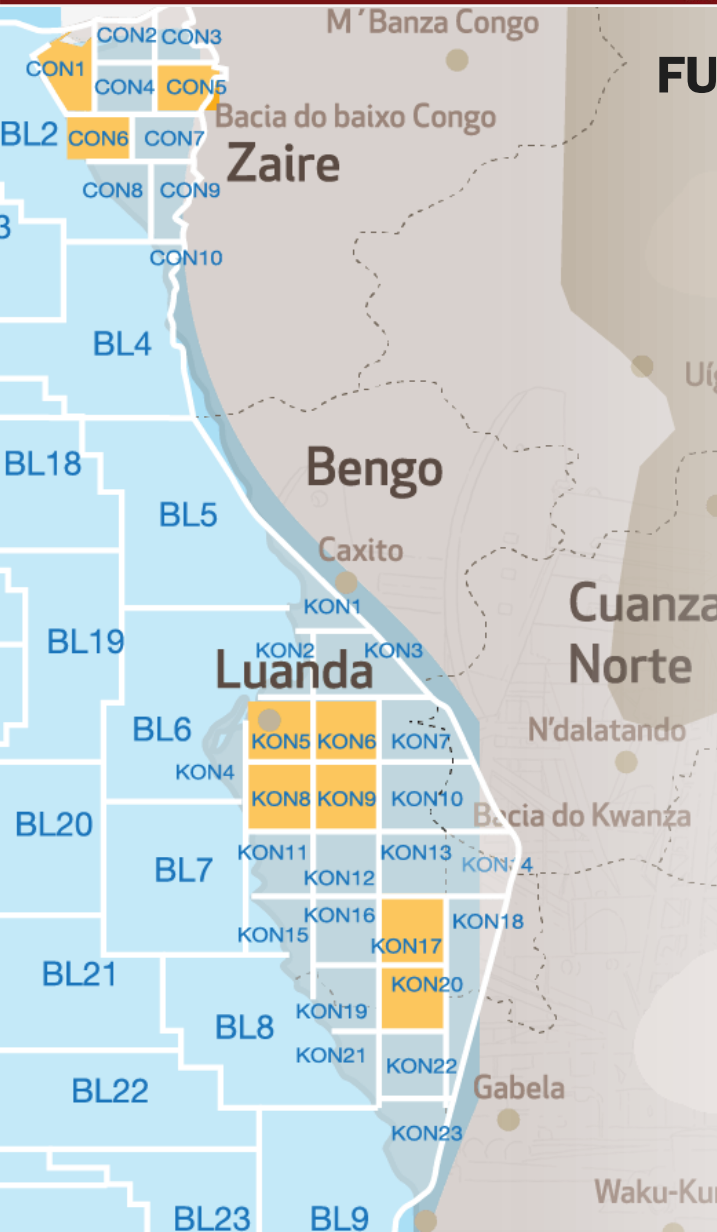 M´Banza Congo
CON2
CON3
CON1
FU
CON4
CON5
Bacia do baixo Congo
BL2
CON6
CON7
Zaire
CON8
CON9
3
CON10
BL4
BL18
Bengo
BL5
Caxito
KON1
Cuanza
BL19
KON2
KON3
Luanda
Norte
BL6
KON5
KON6
KON7
N'dalatando
KON4
KON8
KON9
KON10
Bacia do Kwanza
BL20
KON11
KON13
KON14
BL7
KON12
KON16
KON18
KON15
KON17
BL21
KON20
KON19
BL8
KON21
KON22
BL22
Gabela
KON23
BL23
BL9